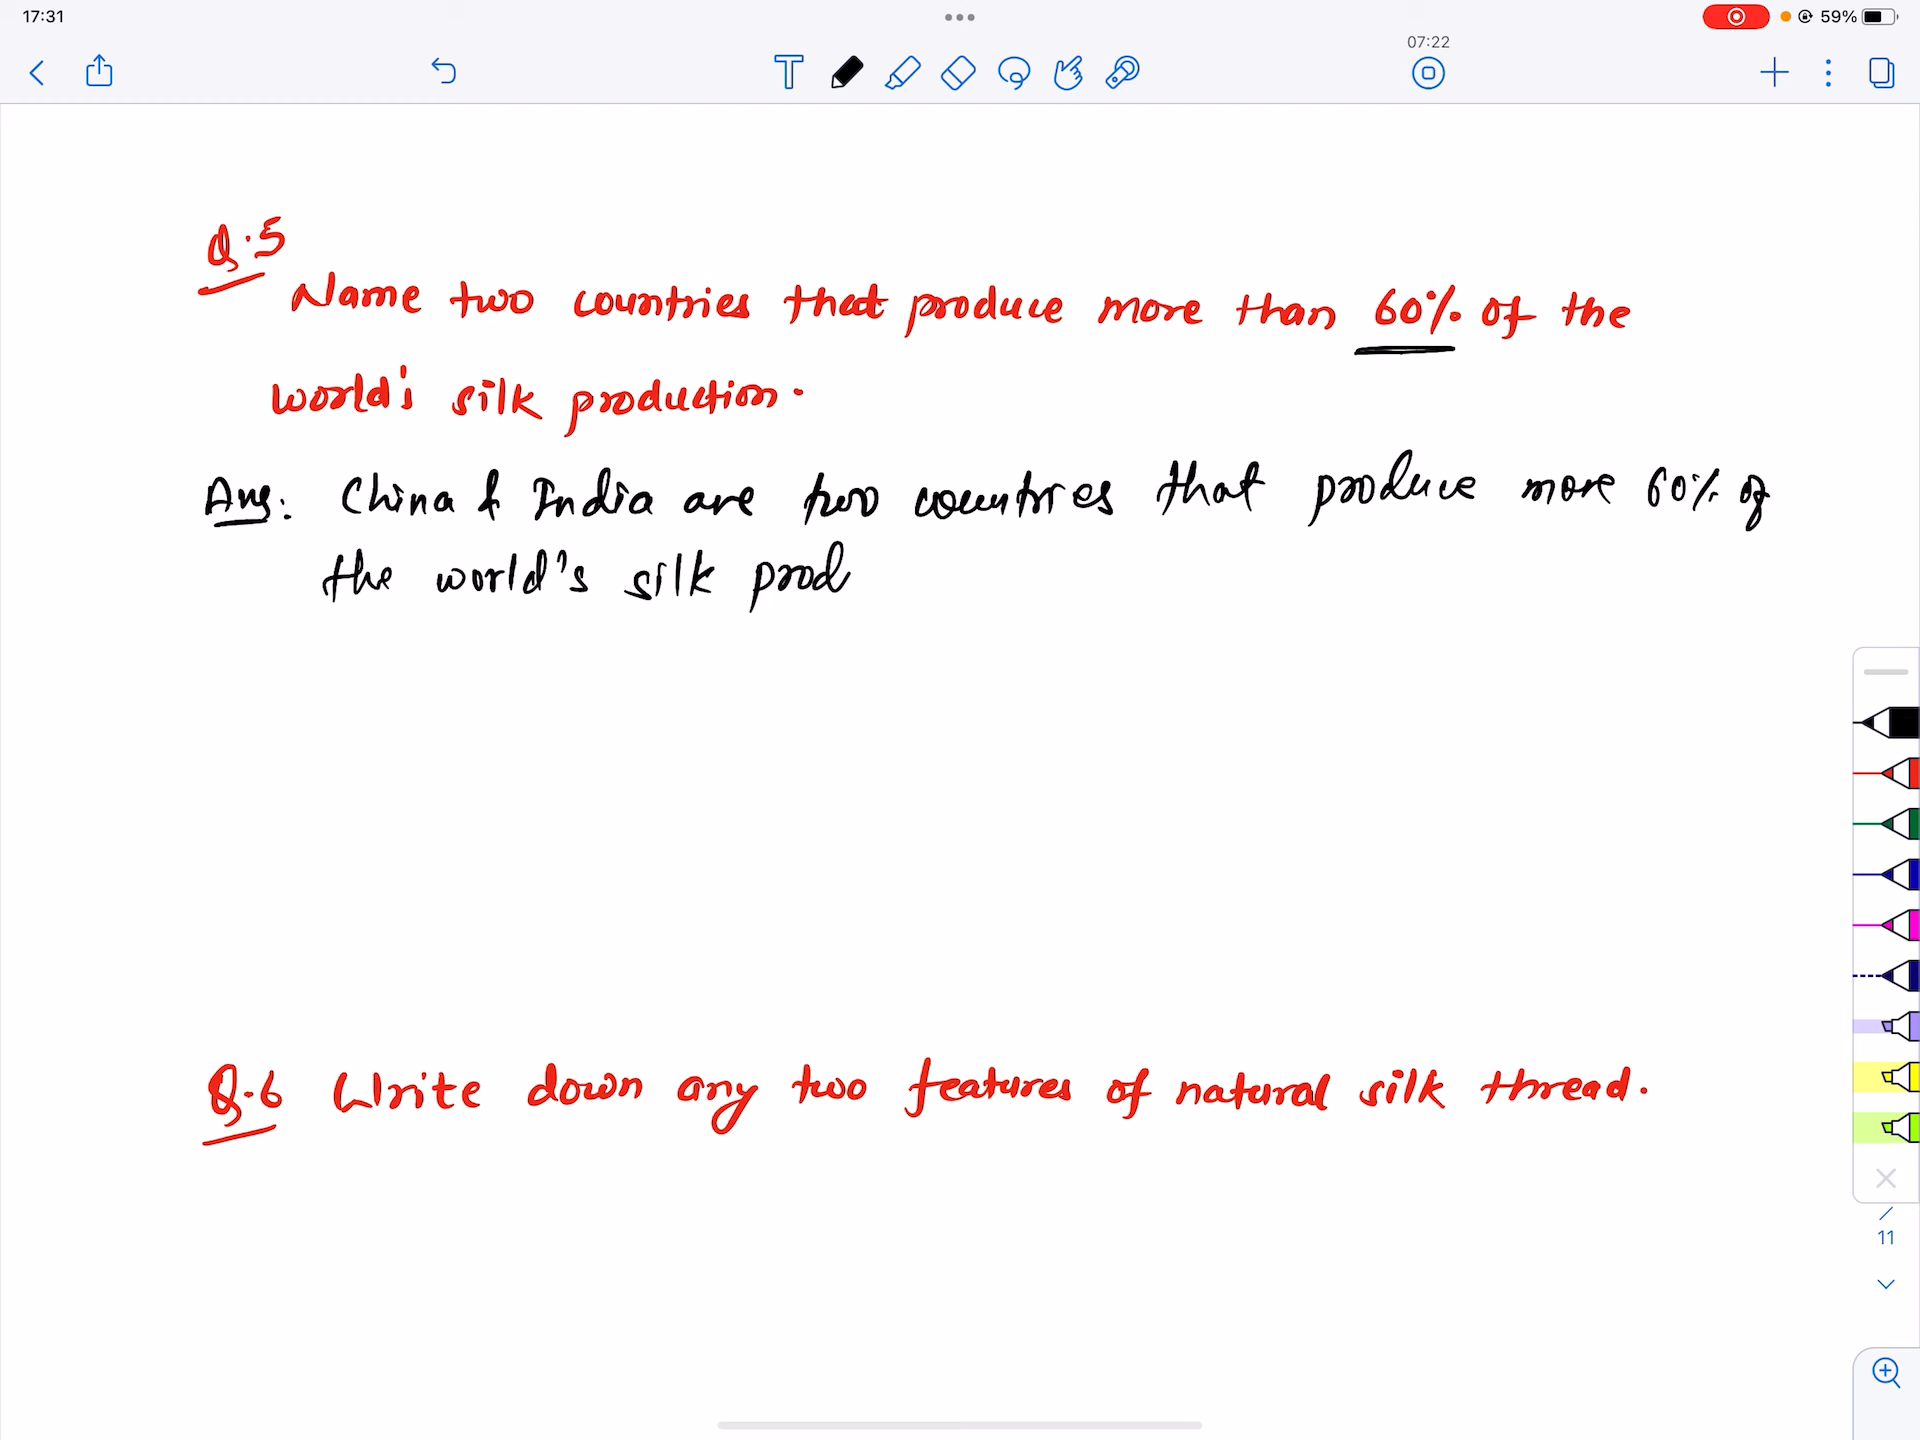 17:31
59%
07:22
Q.5
Name two countries that produce more than 60% of the
world's silk production.
Ans: China & India are two countries that produce more 60% of
the world's silk prod
Q.6 Write down any two features of natural silk thread.
11